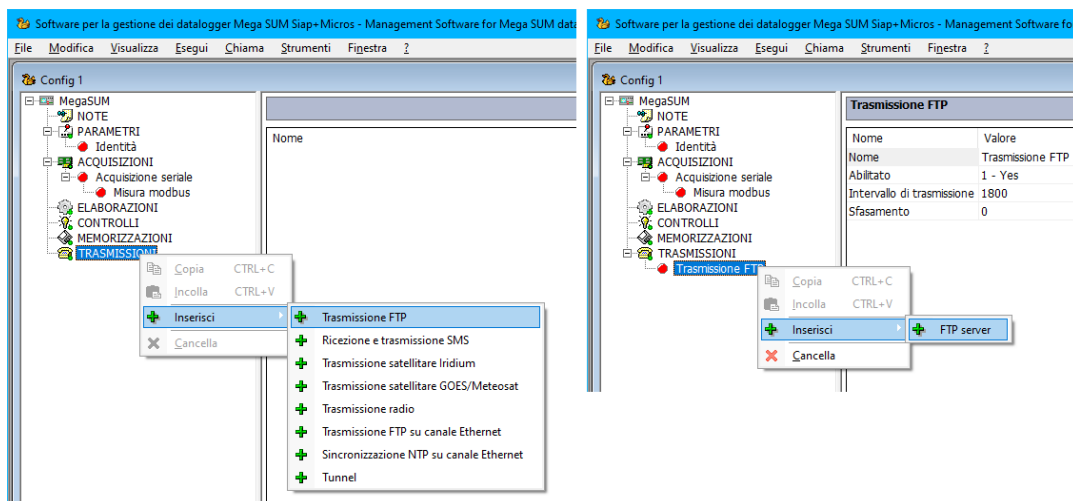 Software per la gestione dei datalogger Mega SUM Siap+Micros - Management Software for Mega SUM data
File Modifica Visualizza Esegui Chiama Strumenti Finestra ?
Config 1
MegaSUM
NOTE
PARAMETRI
Identità
ACQUISIZIONI
Acquisizione seriale
Misura modbus
ELABORAZIONI
CONTROLLI
MEMORIZZAZIONI
TRASMISSIONI
Nome
Copia CTRL+C
Incolla CTRL+V
Inserisci
Cancella
Trasmissione FTP
Ricezione e trasmissione SMS
Trasmissione satellitare Iridium
Trasmissione satellitare GOES/Meteosat
Trasmissione radio
Trasmissione FTP su canale Ethernet
Sincronizzazione NTP su canale Ethernet
Tunnel
Software per la gestione dei datalogger Mega SUM Siap+Micros - Management Software fo
File Modifica Visualizza Esegui Chiama Strumenti Finestra ?
Config 1
MegaSUM
NOTE
PARAMETRI
Identità
ACQUISIZIONI
Acquisizione seriale
Misura modbus
ELABORAZIONI
CONTROLLI
MEMORIZZAZIONI
TRASMISSIONI
Trasmissione FTP
Trasmissione FTP
Nome Valore
Nome Trasmissione FTP
Abilitato 1 - Yes
Intervallo di trasmissione 1800
Sfasamento 0
Copia CTRL+C
Incolla CTRL+V
Inserisci
Cancella
FTP server